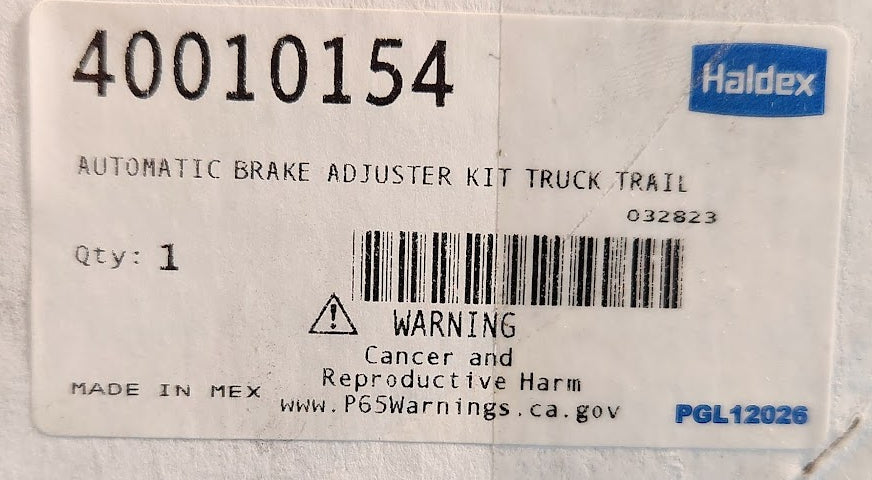 40010154
Haldex
AUTOMATIC BRAKE ADJUSTER KIT TRUCK TRAIL
032823
Qty: 1
WARNING
Cancer and
Reproductive Harm
www.P65Warnings.ca.gov
MADE IN MEX
PGL12026